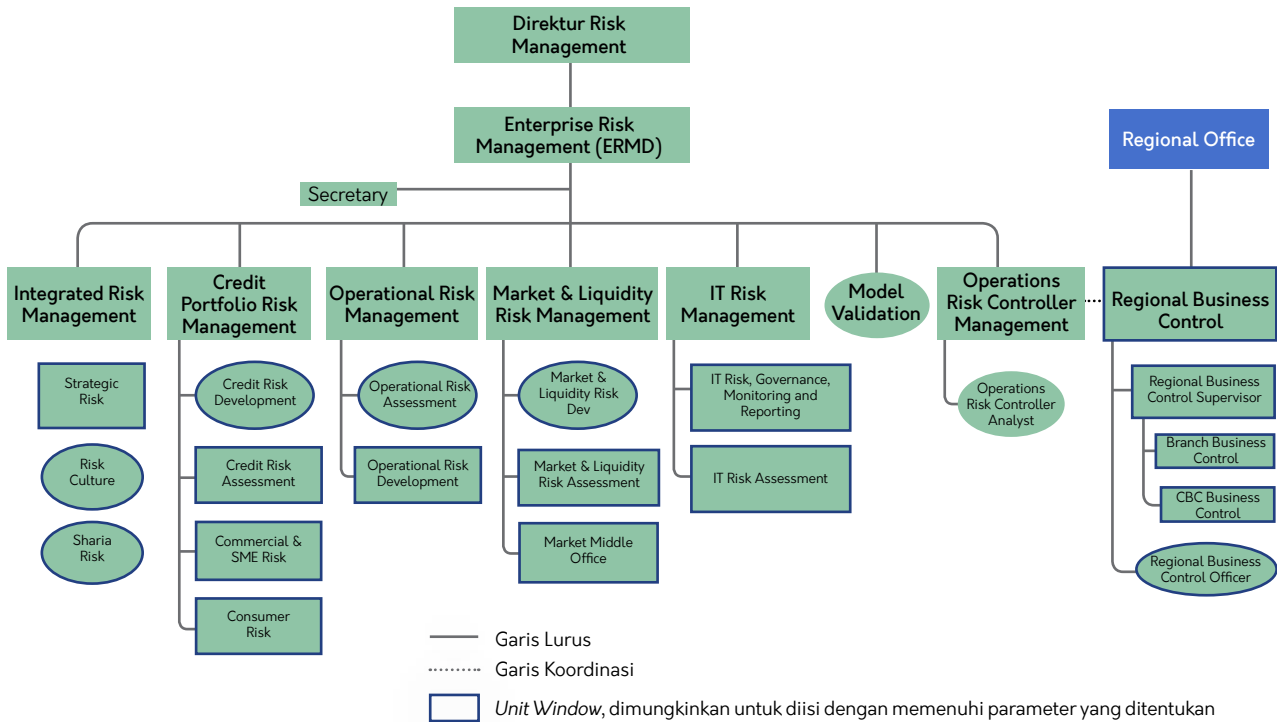 Direktur Risk
Management
Enterprise Risk
Management (ERMD)
Regional Office
Secretary
Integrated Risk
Management
Credit
Portfolio Risk
Management
Operational Risk
Management
Market & Liquidity
Risk Management
IT Risk
Management
Model
Validation
Operations
Risk Controller
Management
Regional Business
Control
Strategic
Risk
Risk
Culture
Sharia
Risk
Credit Risk
Development
Credit Risk
Assessment
Commercial &
SME Risk
Consumer
Risk
Operational Risk
Assessment
Operational Risk
Development
Market &
Liquidity Risk
Dev
Market & Liquidity
Risk Assessment
Market Middle
Office
IT Risk, Governance,
Monitoring and
Reporting
IT Risk Assessment
Operations
Risk Controller
Analyst
Regional Business
Control Supervisor
Branch Business
Control
CBC Business
Control
Regional Business
Control Officer
Garis Lurus
Garis Koordinasi
Unit Window, dimungkinkan untuk diisi dengan memenuhi parameter yang ditentukan